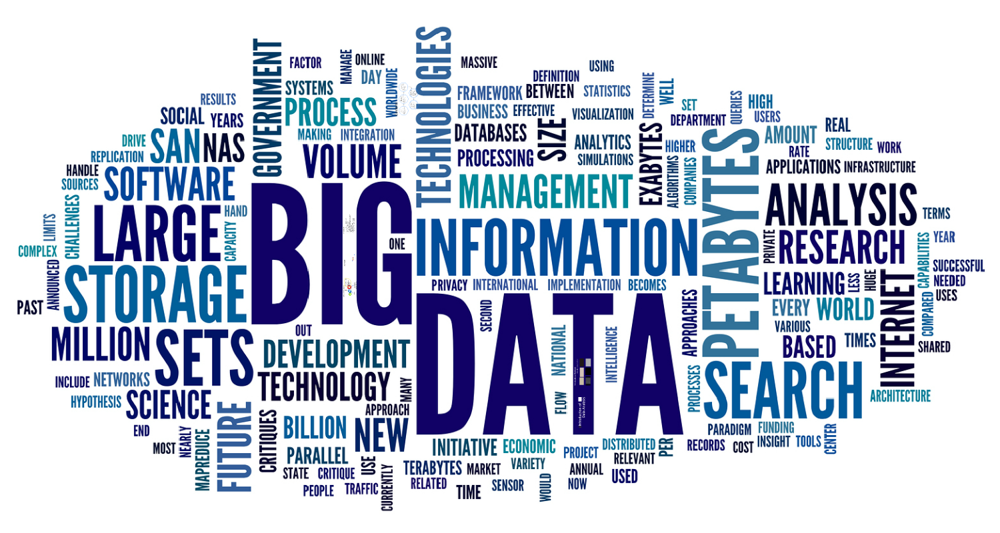 TECHNOLOGIES
GOVERNMENT
FACTOR
MANAGE
ONLINE
DAY
WORLDWIDE
MASSIVE
USING
DEFINITION
SYSTEMS
FRAMEWORK
BETWEEN
STATISTICS
DETERMINE
WELL
RESULTS
PROCESS
BUSINESS
EFFECTIVE
VISUALIZATION
SET
QUERIES
HIGH
USERS
SOCIAL
YEARS
DEPARTMENT
MAKING
INTEGRATION
DATABASES
SIZE
ANALYTICS
EXABYTES
HIGHER
AMOUNT
REAL
DRIVE
SAN
NAS
VOLUME
PROCESSING
SIMULATIONS
RATE
STRUCTURE
WORK
REPLICATION
HANDLE
SOURCES
SOFTWARE
MANAGEMENT
ALGORITHMS
COMPANIES
PETABYTES
APPLICATIONS
INFRASTRUCTURE
CHALLENGES
LIMITS
LARGE
HAND
CAPACITY
BIG
ONE
INFORMATION
ANALYSIS
TERMS
COMPLEX
PRIVATE
RESEARCH
CAPABILITIES
YEAR
ANNOUNCED
STORAGE
PRIVACY
INTERNATIONAL
IMPLEMENTATION
BECOMES
LEARNING
LESS
HUGE
INTERNET
SUCCESSFUL
NEEDED
USES
PAST
DATA
SECOND
APPROACHES
EVERY
WORLD
COMPARED
MILLION
SETS
OUT
NATIONAL
INTELLIGENCE
VARIOUS
BASED
TIMES
SHARED
DEVELOPMENT
INCLUDE
NETWORKS
TECHNOLOGY
MANY
PROCESSES
SEARCH
HYPOTHESIS
SCIENCE
FUTURE
APPROACH
FLOW
Introduction of
Data Analysis
ARCHITECTURE
END
CRITIQUES
BILLION
NEW
PARADIGM
FUNDING
MOST
NEARLY
MAPREDUCE
INITIATIVE
ECONOMIC
PROJECT
DISTRIBUTED
PER
RECORDS
COST
INSIGHT
TOOLS
CENTER
PARALLEL
USE
TERABYTES
MARKET
VARIETY
ANNUAL
RELEVANT
STATE
CRITIQUE
RELATED
SENSOR
WOULD
NOW
USED
PEOPLE
TRAFFIC
CURRENTLY
TIME